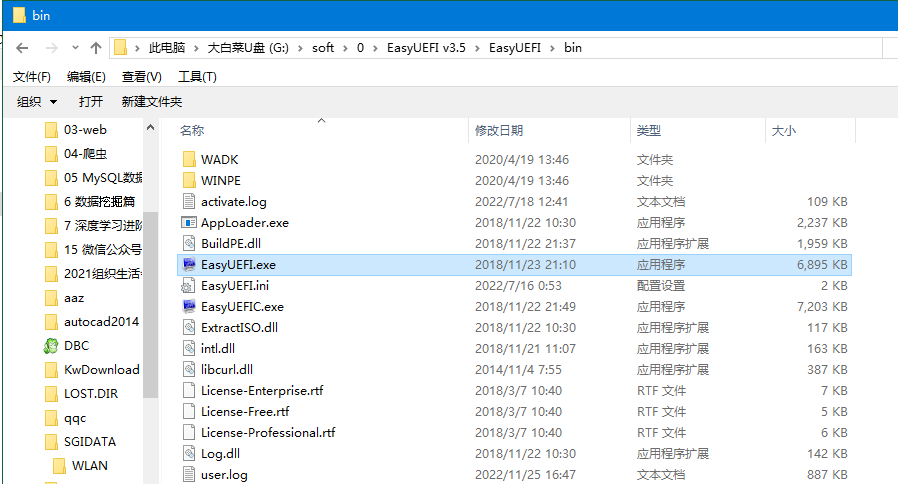 bin
此电脑 › 大白菜U盘 (G:) › soft › 0 › EasyUEFI v3.5 › EasyUEFI › bin
文件(F) 编辑(E) 查看(V) 工具(T)
组织 打开 新建文件夹
03-web
04-爬虫
05 MySQL数据
6 数据挖掘篇
7 深度学习进阶
15 微信公众号
2021组织生活会
aaz
autocad2014
DBC
KwDownload
LOST.DIR
qqc
SGIDATA
WLAN
名称 修改日期 类型 大小
WADK 2020/4/19 13:46 文件夹
WINPE 2020/4/19 13:46 文件夹
activate.log 2022/7/18 12:41 文本文档 109 KB
AppLoader.exe 2018/11/22 10:30 应用程序 2,237 KB
BuildPE.dll 2018/11/22 21:37 应用程序扩展 1,959 KB
EasyUEFI.exe 2018/11/23 21:10 应用程序 6,895 KB
EasyUEFI.ini 2022/7/16 0:53 配置设置 2 KB
EasyUEFIC.exe 2018/11/22 21:49 应用程序 7,203 KB
ExtractISO.dll 2018/11/22 10:30 应用程序扩展 117 KB
intl.dll 2018/11/21 11:07 应用程序扩展 163 KB
libcurl.dll 2014/11/4 7:55 应用程序扩展 387 KB
License-Enterprise.rtf 2018/3/7 10:40 RTF 文件 7 KB
License-Free.rtf 2018/3/7 10:40 RTF 文件 5 KB
License-Professional.rtf 2018/3/7 10:40 RTF 文件 6 KB
Log.dll 2018/11/22 10:30 应用程序扩展 142 KB
user.log 2022/11/25 16:47 文本文档 887 KB